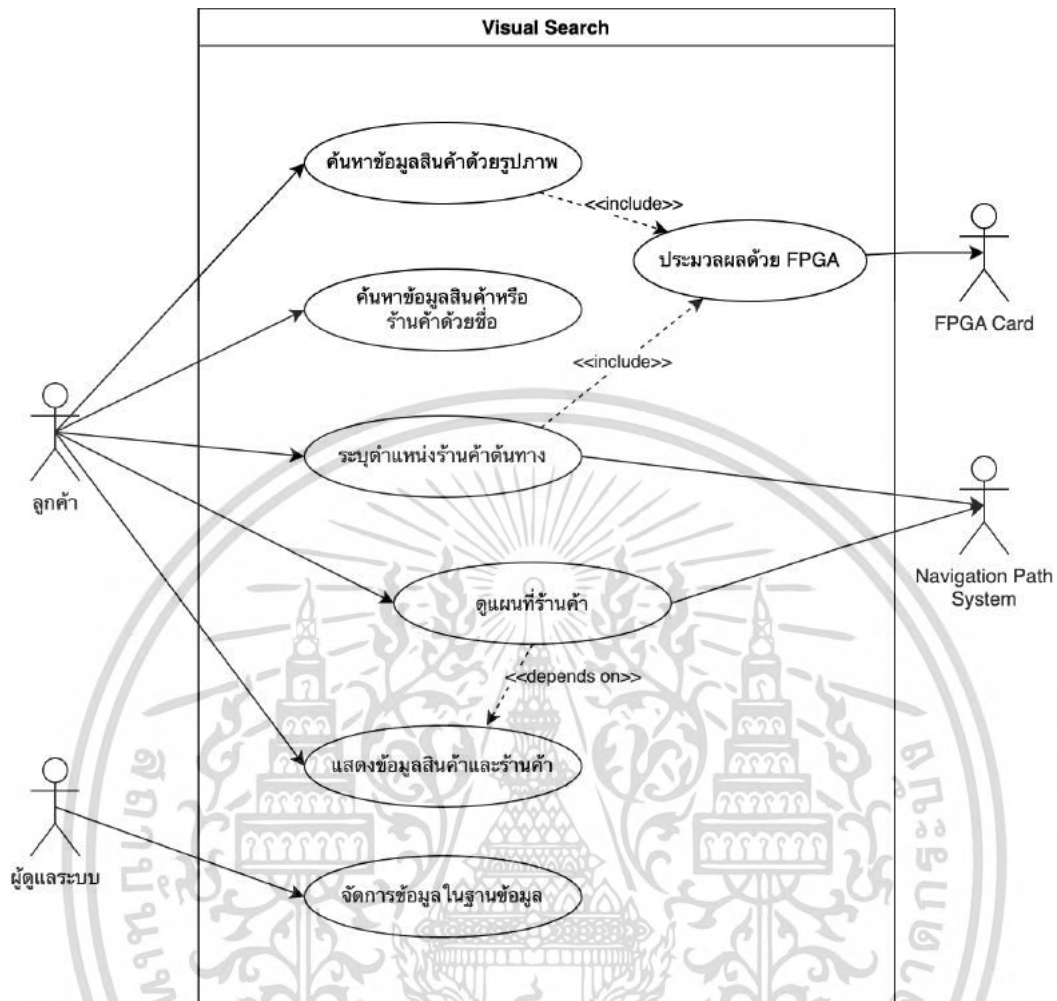 Visual Search
ค้นหาข้อมูลสินค้าด้วยรูปภาพ
<<include>>
ประมวลผลด้วย FPGA
FPGA Card
ค้นหาข้อมูลสินค้าหรือ
ร้านค้าด้วยชื่อ
<<include>>
ลูกค้า
ระบุตำแหน่งร้านค้าต้นทาง
Navigation Path
System
ดูแผนที่ร้านค้า
<<depends on>>
แสดงข้อมูลสินค้าและร้านค้า
ผู้ดูแลระบบ
จัดการข้อมูลในฐานข้อมูล